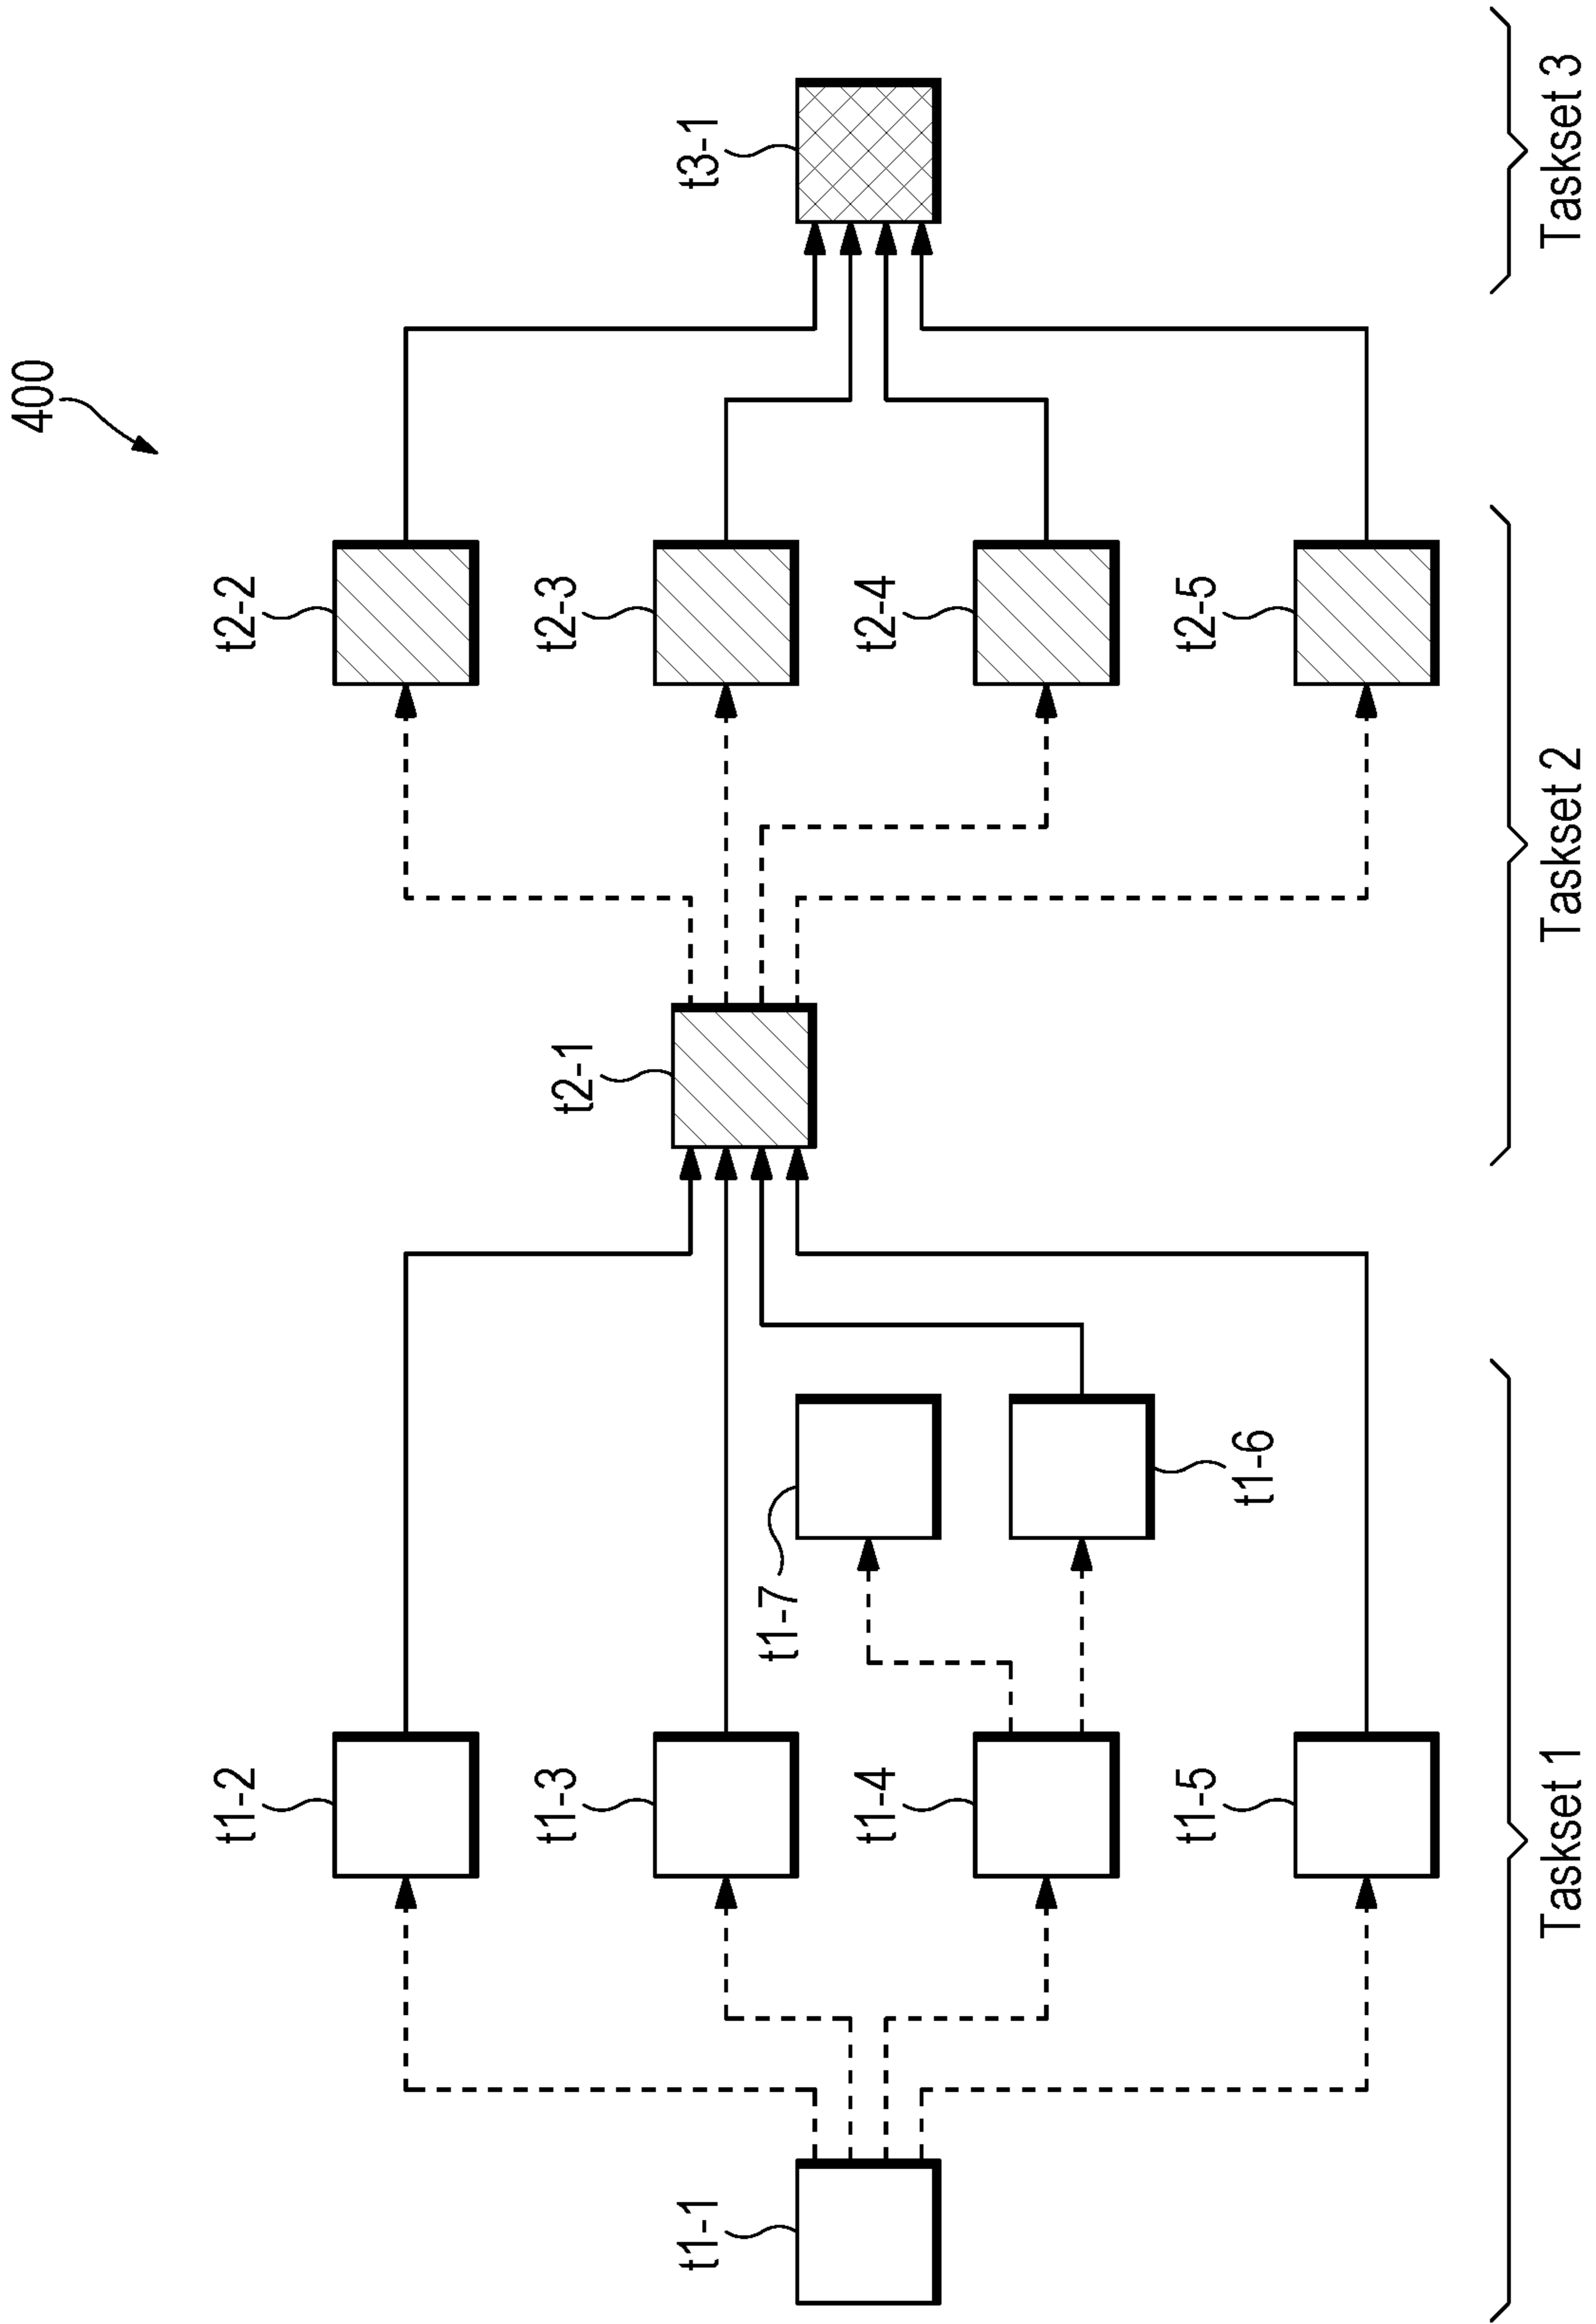 400
t1-1
t1-2
t1-3
t1-4
t1-5
t1-7
t1-6
t2-1
t2-2
t2-3
t2-4
t2-5
t3-1
Taskset 1
Taskset 2
Taskset 3